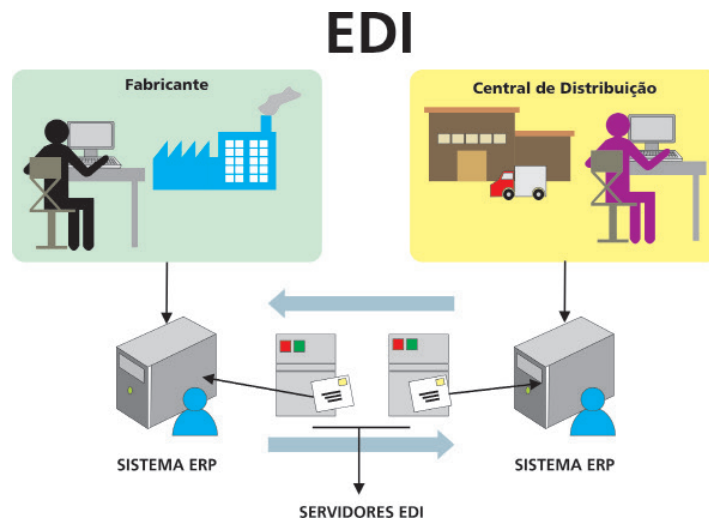 EDI
Fabricante
Central de Distribuição
SISTEMA ERP
SISTEMA ERP
SERVIDORES EDI